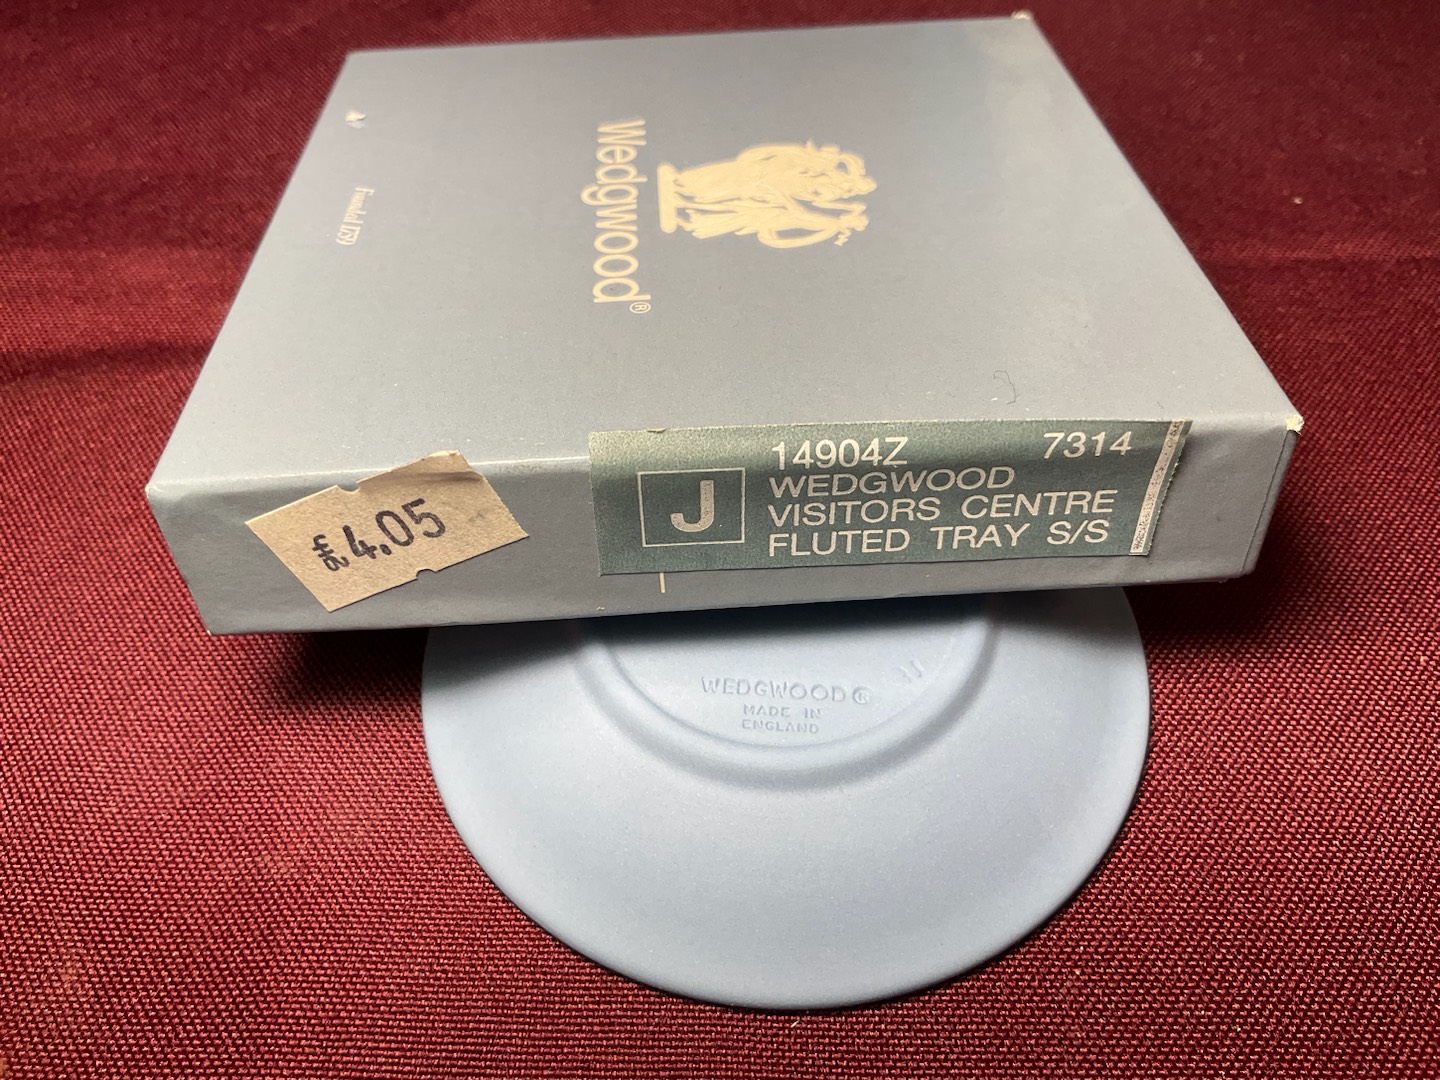 Wedgwood®
Founded 1759
£4.05
J
14904Z 7314
WEDGWOOD
VISITORS CENTRE
FLUTED TRAY S/S
WEDGWOOD®
MADE IN
ENGLAND